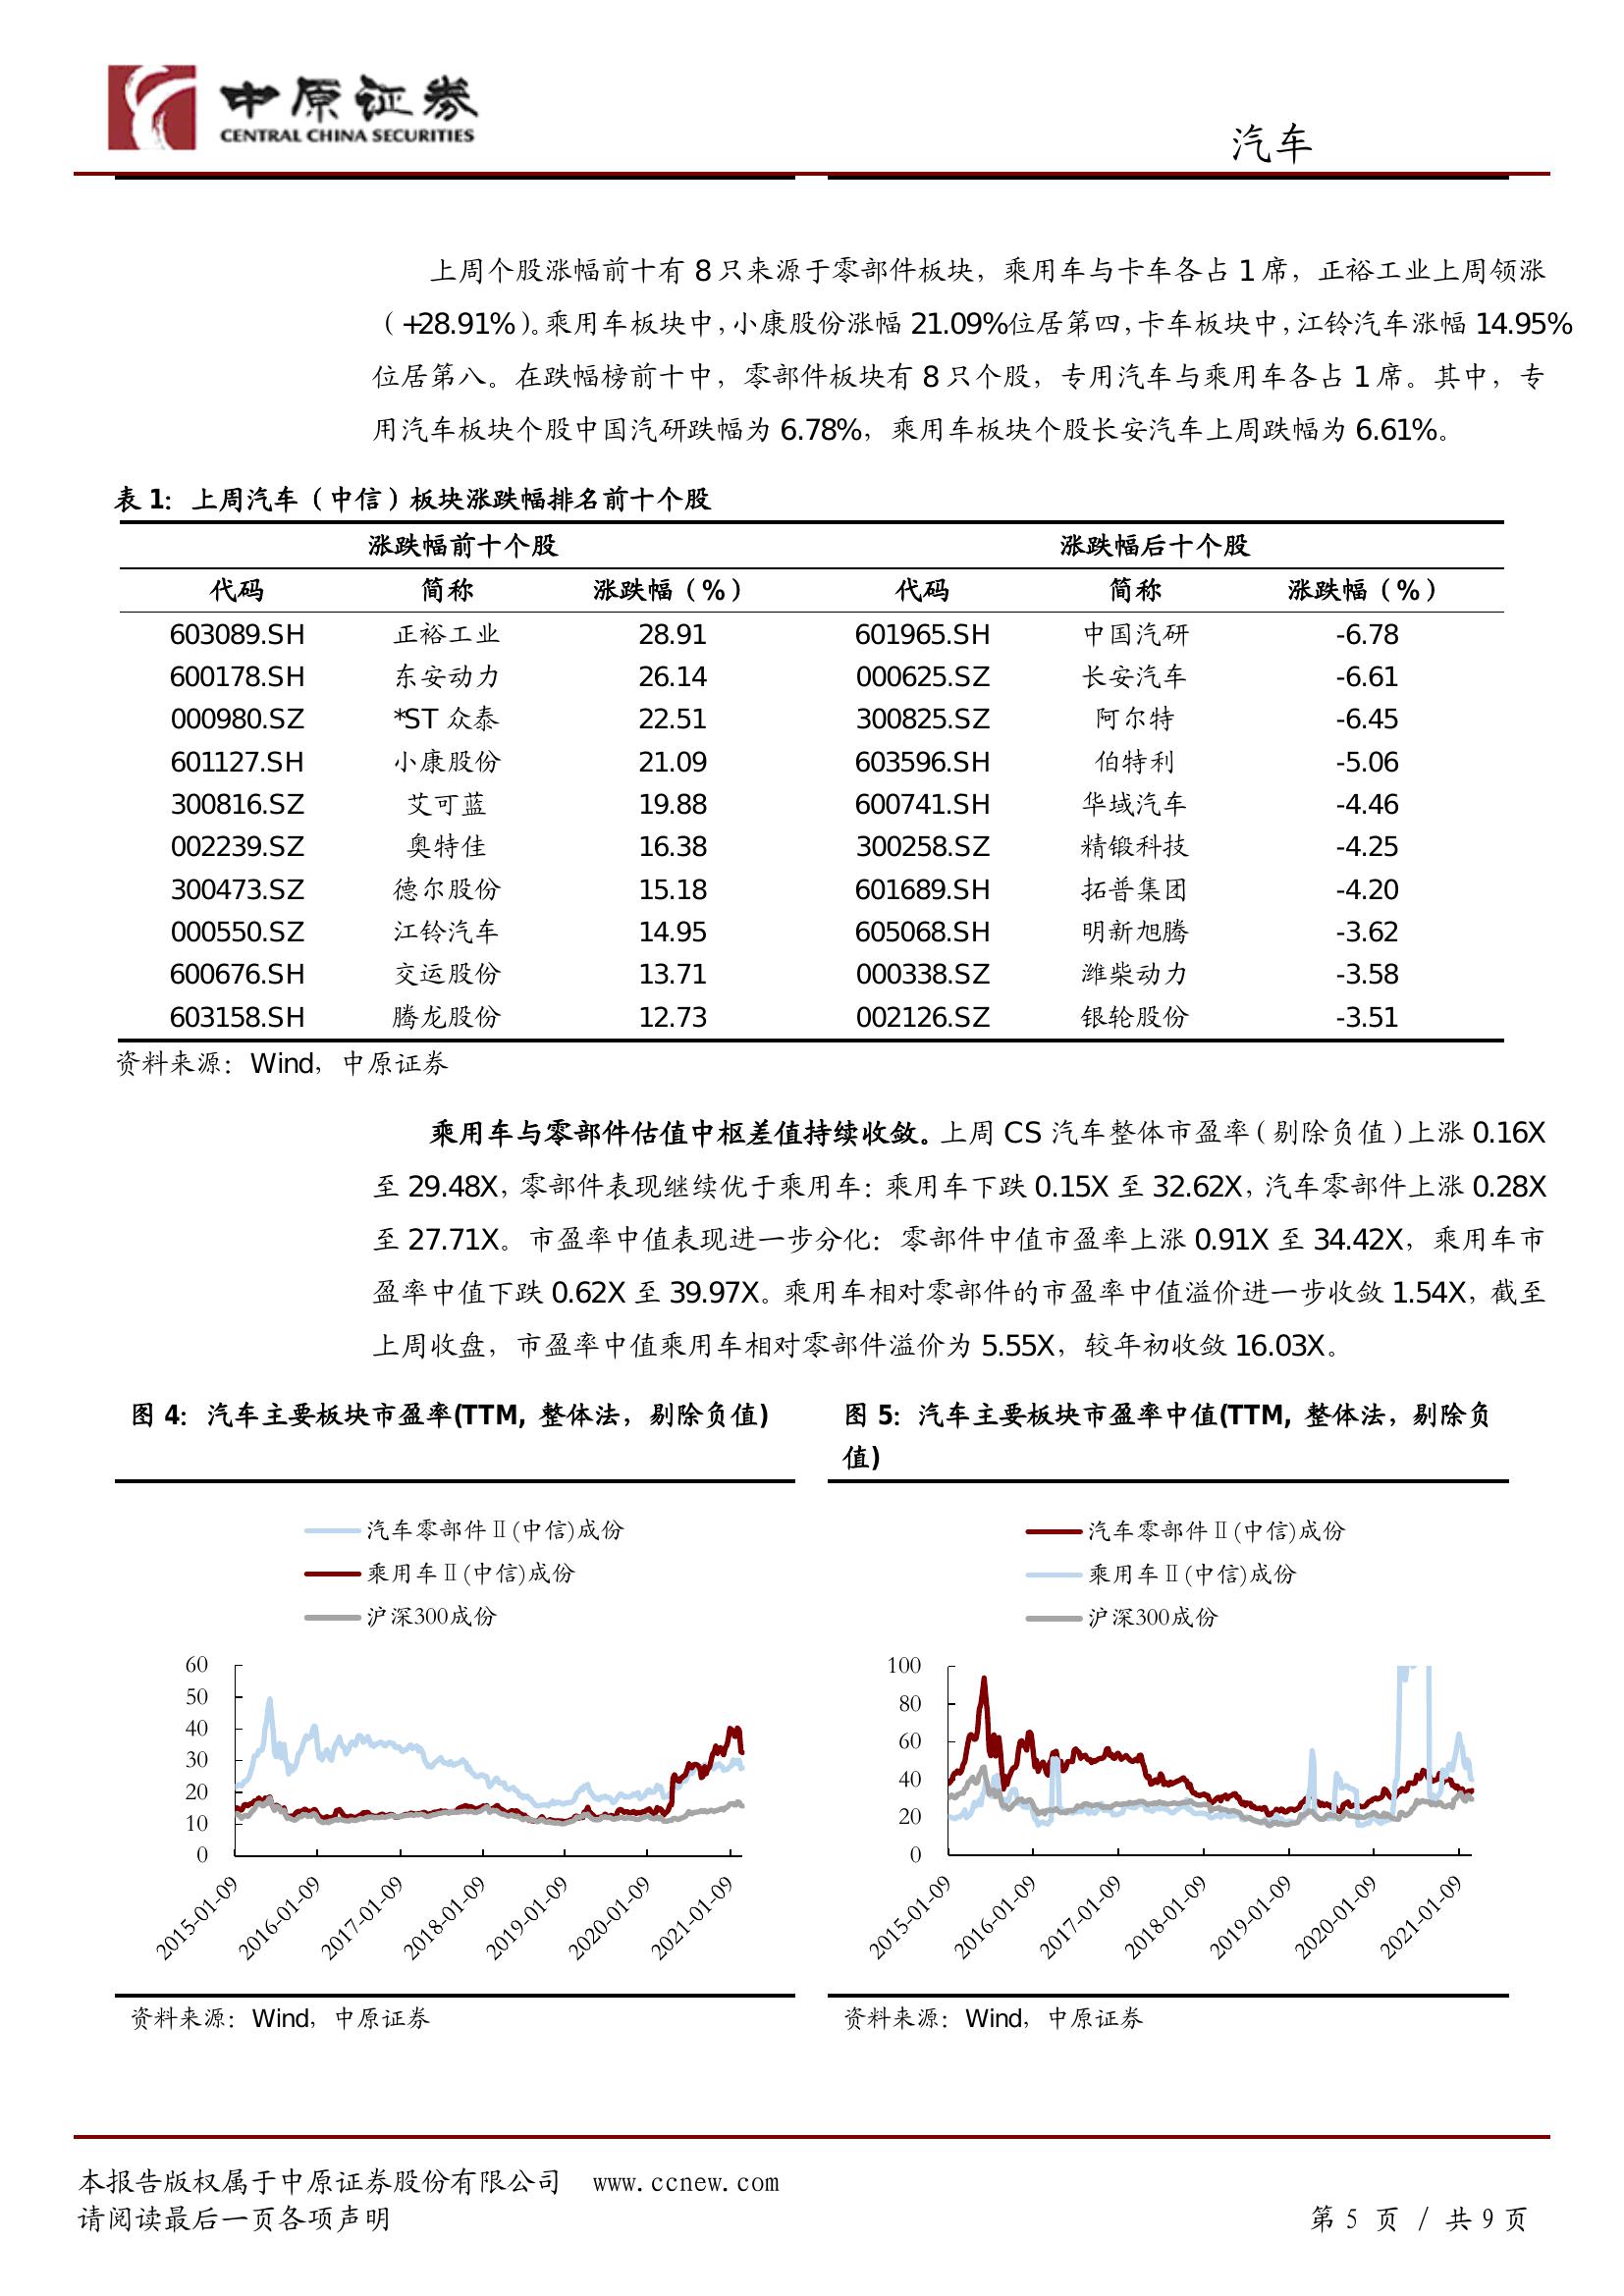 中原证券
CENTRAL CHINA SECURITIES
汽车
上周个股涨幅前十有 8 只来源于零部件板块，乘用车与卡车各占 1 席，正裕工业上周领涨
（+28.91%）。乘用车板块中，小康股份涨幅 21.09%位居第四，卡车板块中，江铃汽车涨幅 14.95%
位居第八。在跌幅榜前十中，零部件板块有 8 只个股，专用汽车与乘用车各占 1 席。其中，专
用汽车板块个股中国汽研跌幅为 6.78%，乘用车板块个股长安汽车上周跌幅为 6.61%。
表 1：上周汽车（中信）板块涨跌幅排名前十个股
涨跌幅前十个股 涨跌幅后十个股
代码 简称 涨跌幅（%） 代码 简称 涨跌幅（%）
603089.SH 正裕工业 28.91 601965.SH 中国汽研 -6.78
600178.SH 东安动力 26.14 000625.SZ 长安汽车 -6.61
000980.SZ *ST 众泰 22.51 300825.SZ 阿尔特 -6.45
601127.SH 小康股份 21.09 603596.SH 伯特利 -5.06
300816.SZ 艾可蓝 19.88 600741.SH 华域汽车 -4.46
002239.SZ 奥特佳 16.38 300258.SZ 精锻科技 -4.25
300473.SZ 德尔股份 15.18 601689.SH 拓普集团 -4.20
000550.SZ 江铃汽车 14.95 605068.SH 明新旭腾 -3.62
600676.SH 交运股份 13.71 000338.SZ 潍柴动力 -3.58
603158.SH 腾龙股份 12.73 002126.SZ 银轮股份 -3.51
资料来源：Wind，中原证券
乘用车与零部件估值中枢差值持续收敛。上周 CS 汽车整体市盈率（剔除负值）上涨 0.16X
至 29.48X，零部件表现继续优于乘用车：乘用车下跌 0.15X 至 32.62X，汽车零部件上涨 0.28X
至 27.71X。市盈率中值表现进一步分化：零部件中值市盈率上涨 0.91X 至 34.42X，乘用车市
盈率中值下跌 0.62X 至 39.97X。乘用车相对零部件的市盈率中值溢价进一步收敛 1.54X，截至
上周收盘，市盈率中值乘用车相对零部件溢价为 5.55X，较年初收敛 16.03X。
图 4：汽车主要板块市盈率(TTM，整体法，剔除负值)
汽车零部件Ⅱ(中信)成份
乘用车Ⅱ(中信)成份
沪深300成份
60
50
40
30
20
10
0
2015-01-09
2016-01-09
2017-01-09
2018-01-09
2019-01-09
2020-01-09
2021-01-09
资料来源：Wind，中原证券
图 5：汽车主要板块市盈率中值(TTM，整体法，剔除负
值)
汽车零部件Ⅱ(中信)成份
乘用车Ⅱ(中信)成份
沪深300成份
100
80
60
40
20
0
2015-01-09
2016-01-09
2017-01-09
2018-01-09
2019-01-09
2020-01-09
2021-01-09
资料来源：Wind，中原证券
本报告版权属于中原证券股份有限公司 www.ccnew.com
请阅读最后一页各项声明
第 5 页 / 共 9 页